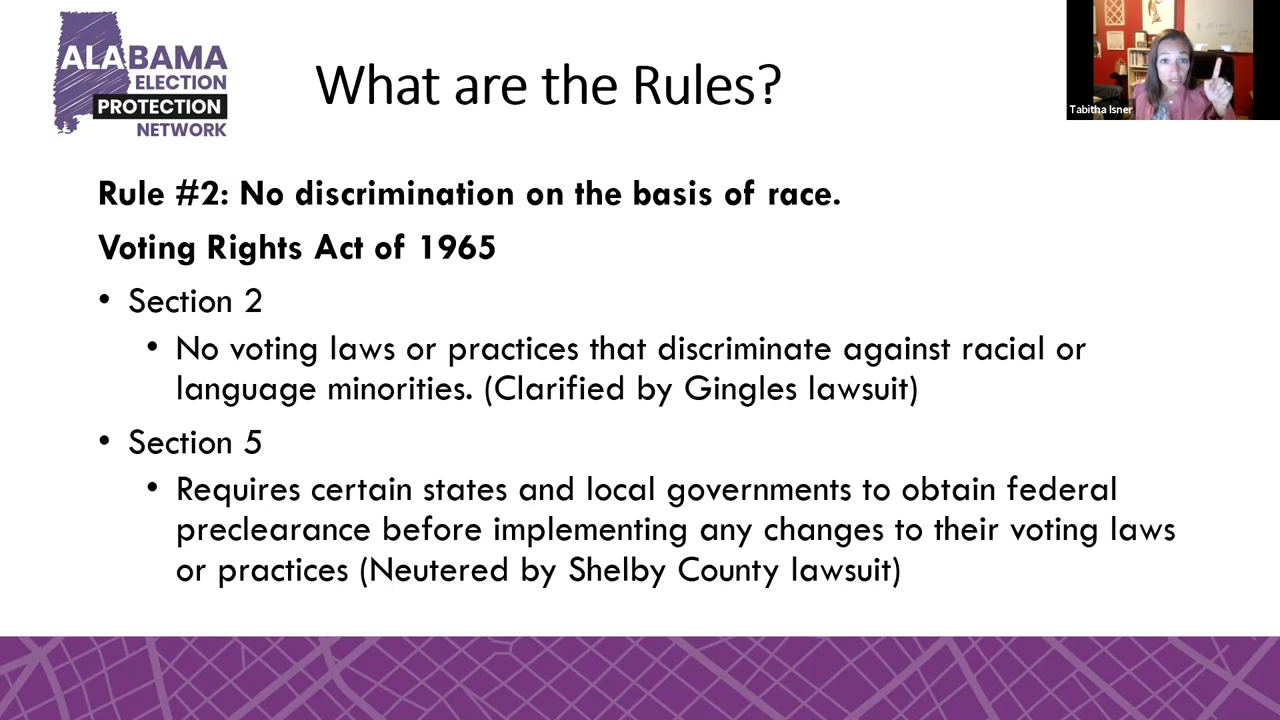 ALABAMA
ELECTION
PROTECTION
NETWORK
What are the Rules?
Tabitha Isner
Rule #2: No discrimination on the basis of race.
Voting Rights Act of 1965
• Section 2
• No voting laws or practices that discriminate against racial or
language minorities. (Clarified by Gingles lawsuit)
• Section 5
• Requires certain states and local governments to obtain federal
preclearance before implementing any changes to their voting laws
or practices (Neutered by Shelby County lawsuit)